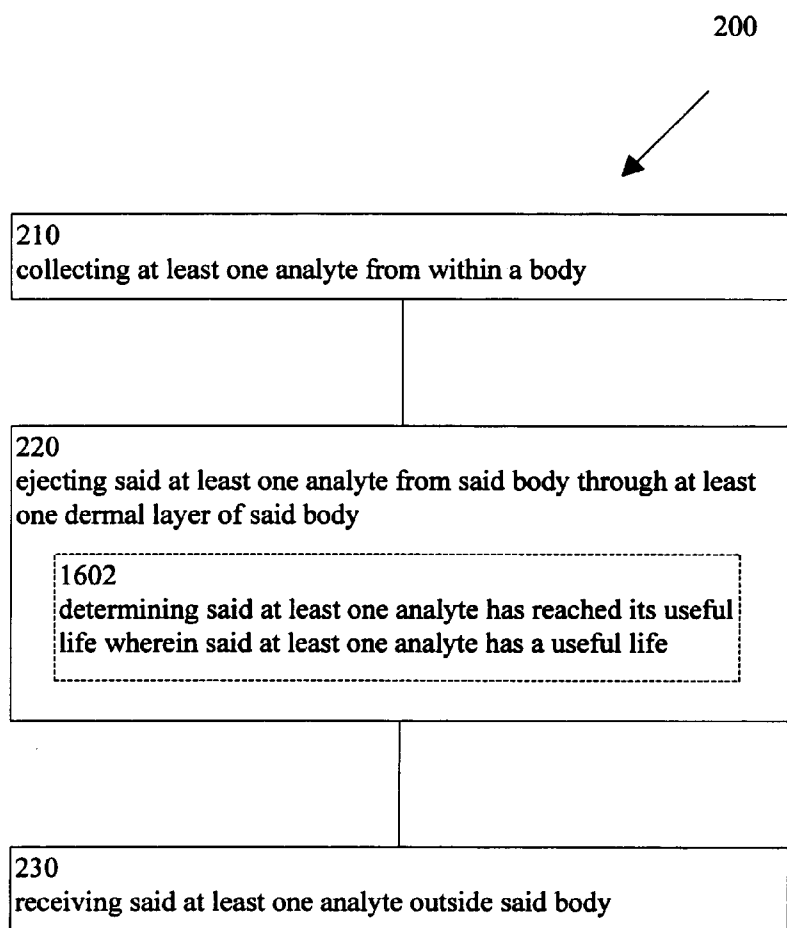 200
210
collecting at least one analyte from within a body
220
ejecting said at least one analyte from said body through at least
one dermal layer of said body
1602
determining said at least one analyte has reached its useful
life wherein said at least one analyte has a useful life
230
receiving said at least one analyte outside said body